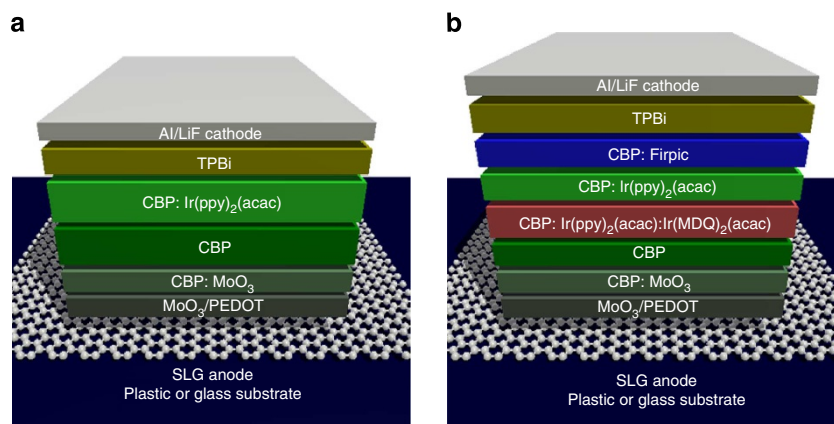 a
Al/LiF cathode
TPBi
CBP: Ir(ppy)₂(acac)
CBP
CBP: MoO₃
MoO₃/PEDOT
SLG anode
Plastic or glass substrate
b
Al/LiF cathode
TPBi
CBP: Firpic
CBP: Ir(ppy)₂(acac)
CBP: Ir(ppy)₂(acac):Ir(MDQ)₂(acac)
CBP
CBP: MoO₃
MoO₃/PEDOT
SLG anode
Plastic or glass substrate